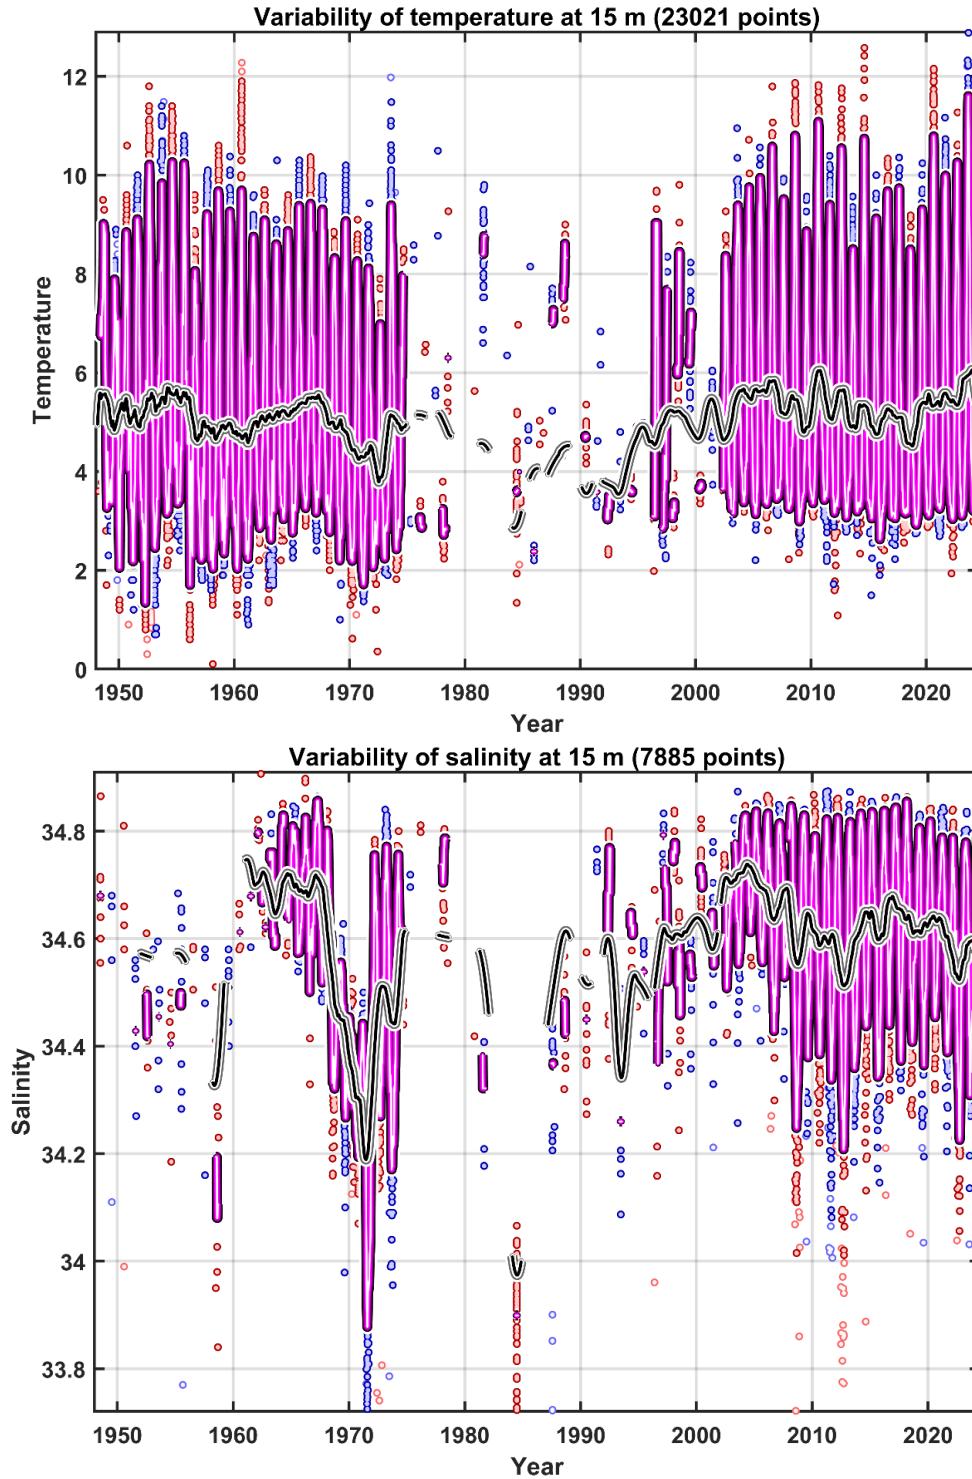 Variability of temperature at 15 m (23021 points)
12
10
8
6
4
2
0
Temperature
1950 1960 1970 1980 1990 2000 2010 2020
Year
Variability of salinity at 15 m (7885 points)
34.8
34.6
34.4
34.2
34
33.8
Salinity
1950 1960 1970 1980 1990 2000 2010 2020
Year